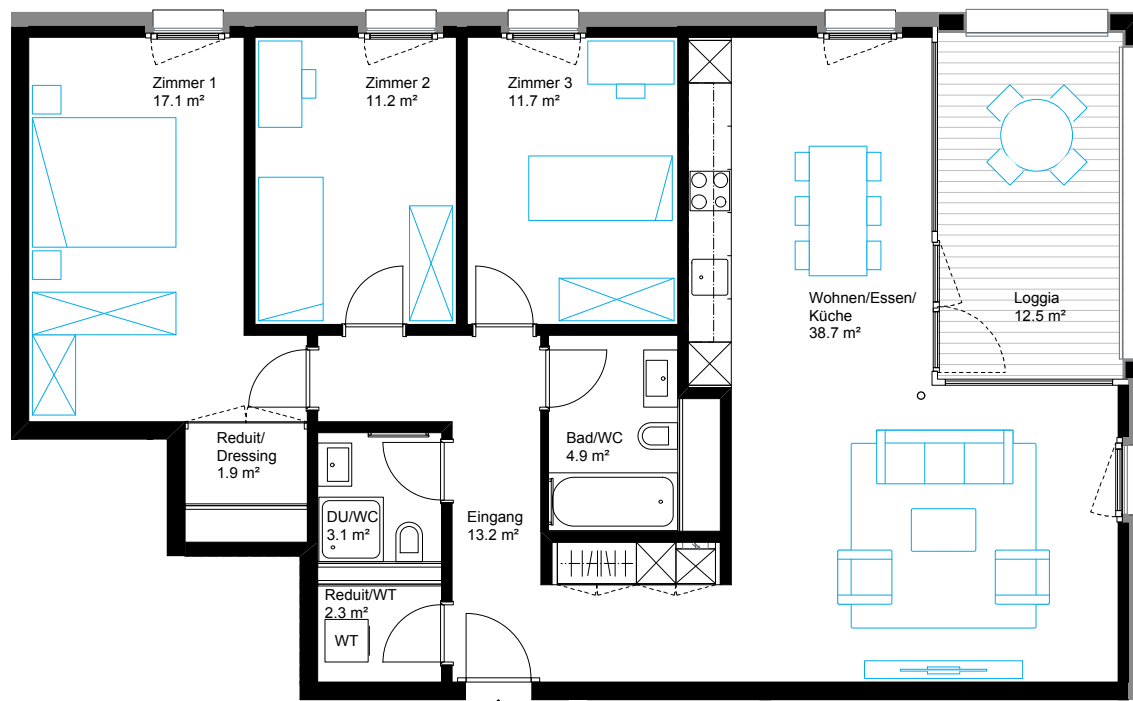 Zimmer 1
17.1 m²
Zimmer 2
11.2 m²
Zimmer 3
11.7 m²
Wohnen/Essen/
Küche
38.7 m²
Loggia
12.5 m²
Reduit/
Dressing
1.9 m²
Bad/WC
4.9 m²
DU/WC
3.1 m²
Eingang
13.2 m²
Reduit/WT
2.3 m²
WT